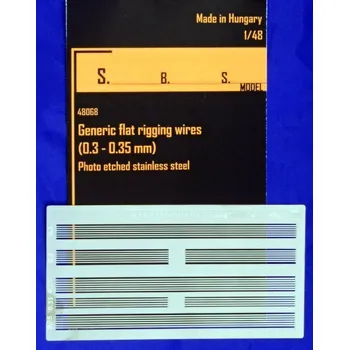 Made in Hungary
1/48
S. B. S.
MODEL
48068
Generic flat rigging wires
(0.3 - 0.35 mm)
Photo etched stainless steel